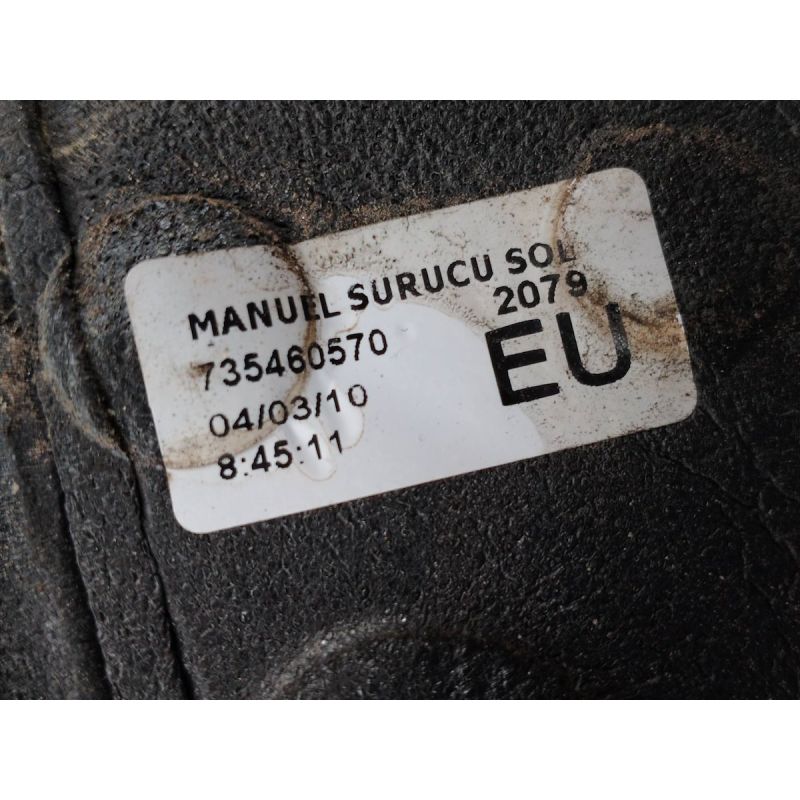 MANUEL SURUCU SOL
735460570
2079
04/03/10
EU
8:45:11